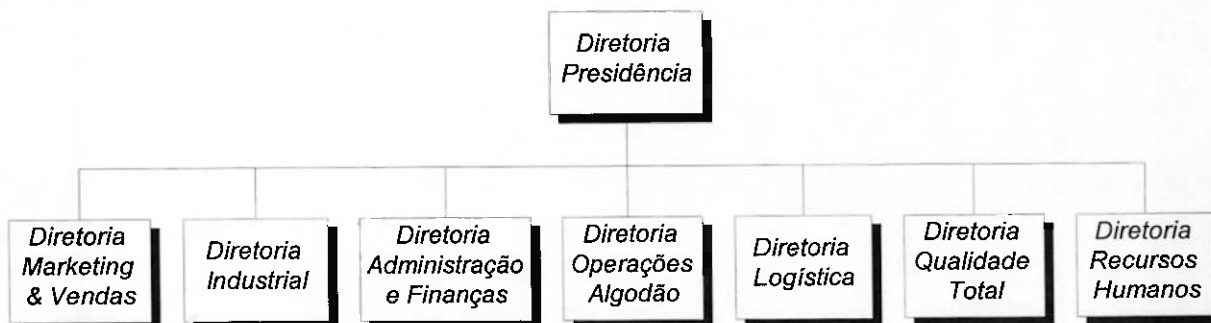 Diretoria
Presidência
Diretoria
Marketing
& Vendas
Diretoria
Industrial
Diretoria
Administração
e Finanças
Diretoria
Operações
Algodão
Diretoria
Logística
Diretoria
Qualidade
Total
Diretoria
Recursos
Humanos